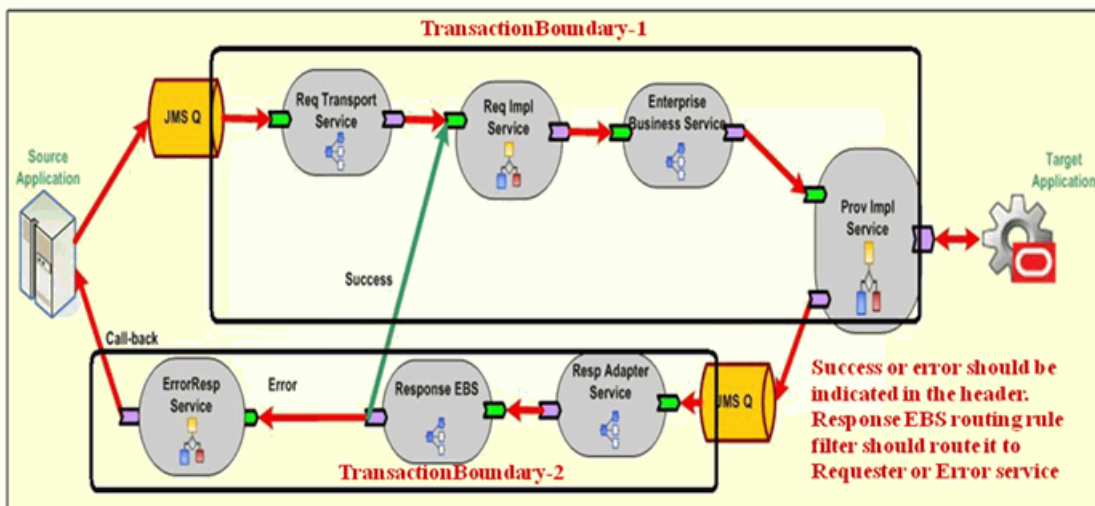 TransactionBoundary-1
JMS Q
Req Transport
Service
Req Impl
Service
Enterprise
Business Service
Source
Application
Target
Application
Prov Impl
Service
Success
Call-back
ErrorResp
Service
Error
Response EBS
Resp Adapter
Service
JMS Q
TransactionBoundary-2
Success or error should be
indicated in the header.
Response EBS routing rule
filter should route it to
Requester or Error service